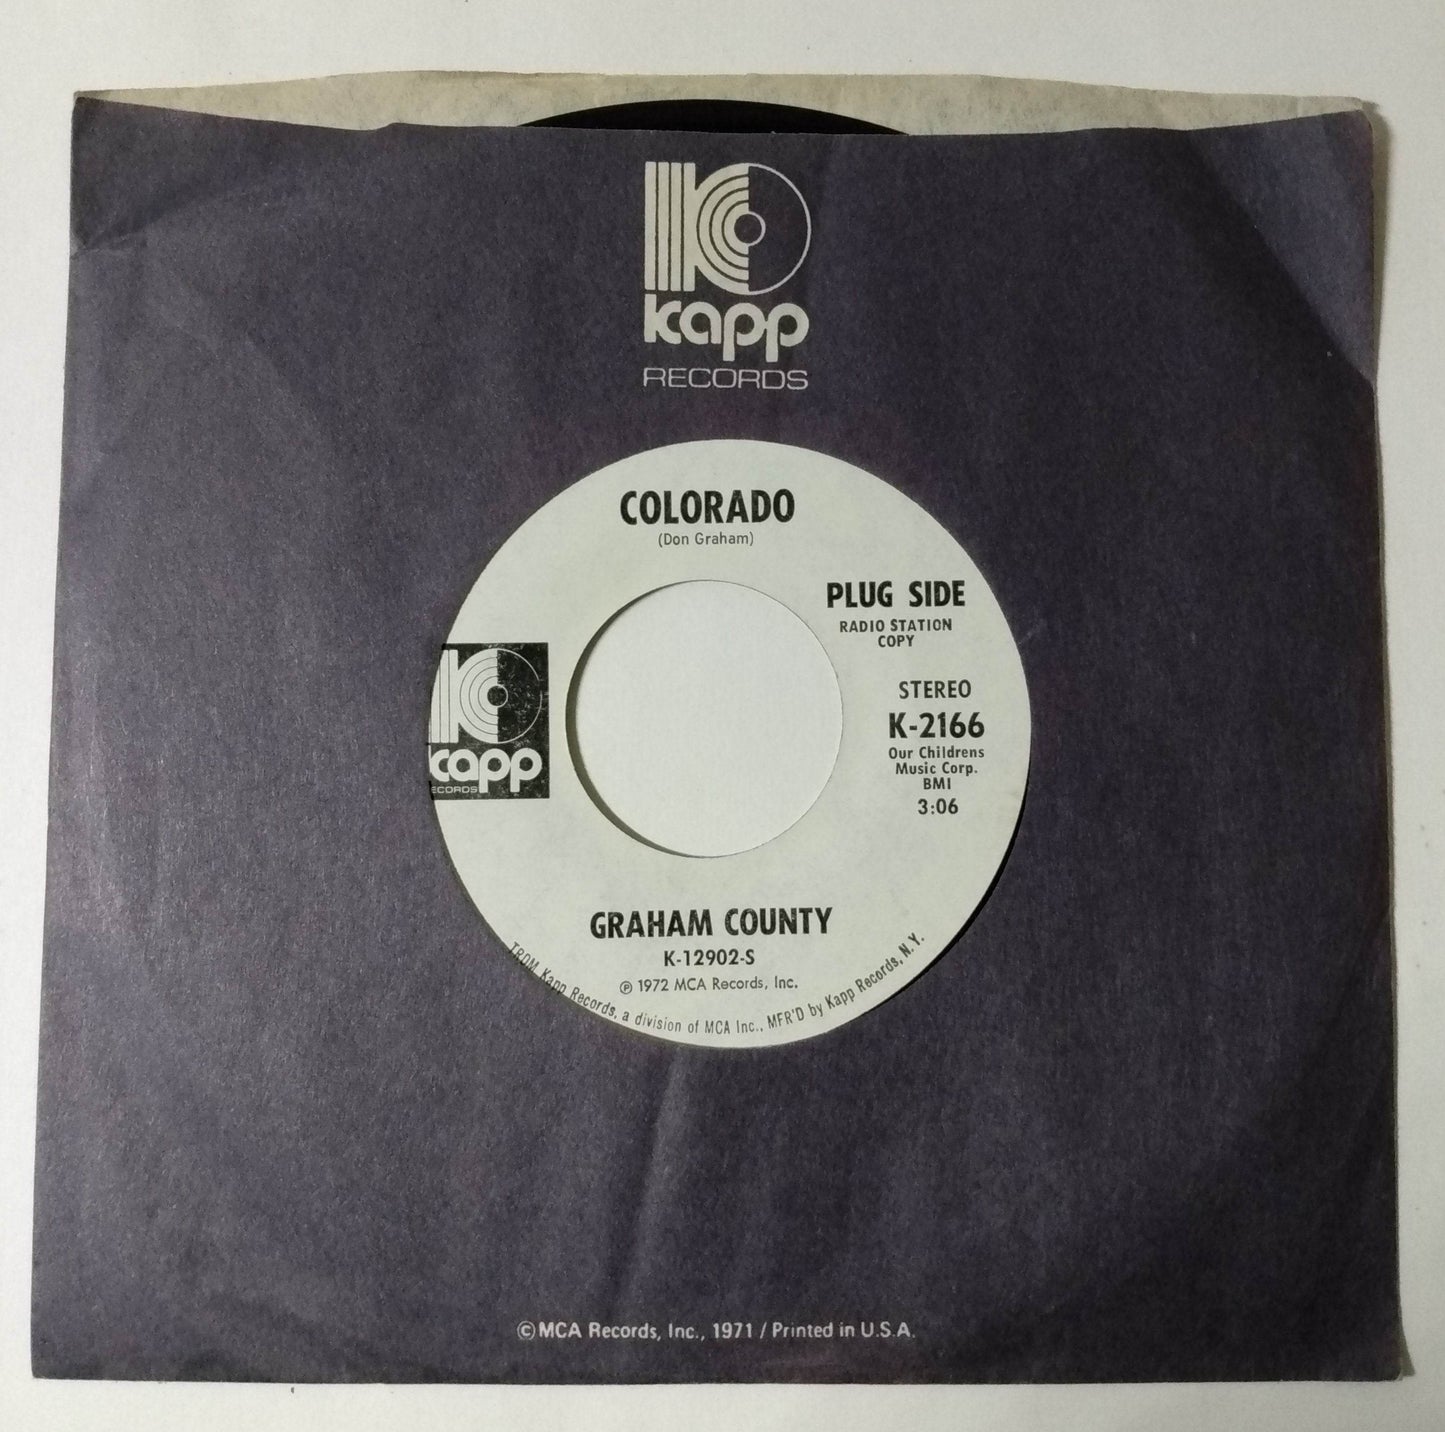 kapp
RECORDS
COLORADO
(Don Graham)
PLUG SIDE
RADIO STATION
COPY
STEREO
K-2166
Our Childrens
Music Corp.
BMI
3:06
kapp
ECORDS
GRAHAM COUNTY
K-12902-S
℗ 1972 MCA Records, Inc.
TRDM Kapp Records, a division of MCA Inc., MFR'D by Kapp Records, N.Y.
©MCA Records, Inc., 1971 / Printed in U.S.A.